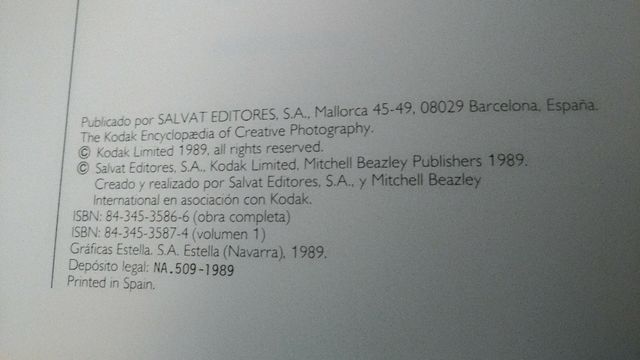 Publicado por SALVAT EDITORES, S.A., Mallorca 45-49, 08029 Barcelona, España.
The Kodak Encyclopædia of Creative Photography.
© Kodak Limited 1989, all rights reserved.
© Salvat Editores, S.A., Kodak Limited, Mitchell Beazley Publishers 1989.
Creado y realizado por Salvat Editores, S.A., y Mitchell Beazley
International en asociación con Kodak.
ISBN: 84-345-3586-6 (obra completa)
ISBN: 84-345-3587-4 (volumen 1)
Gráficas Estella. S.A. Estella (Navarra), 1989.
Depósito legal: NA.509-1989
Printed in Spain.